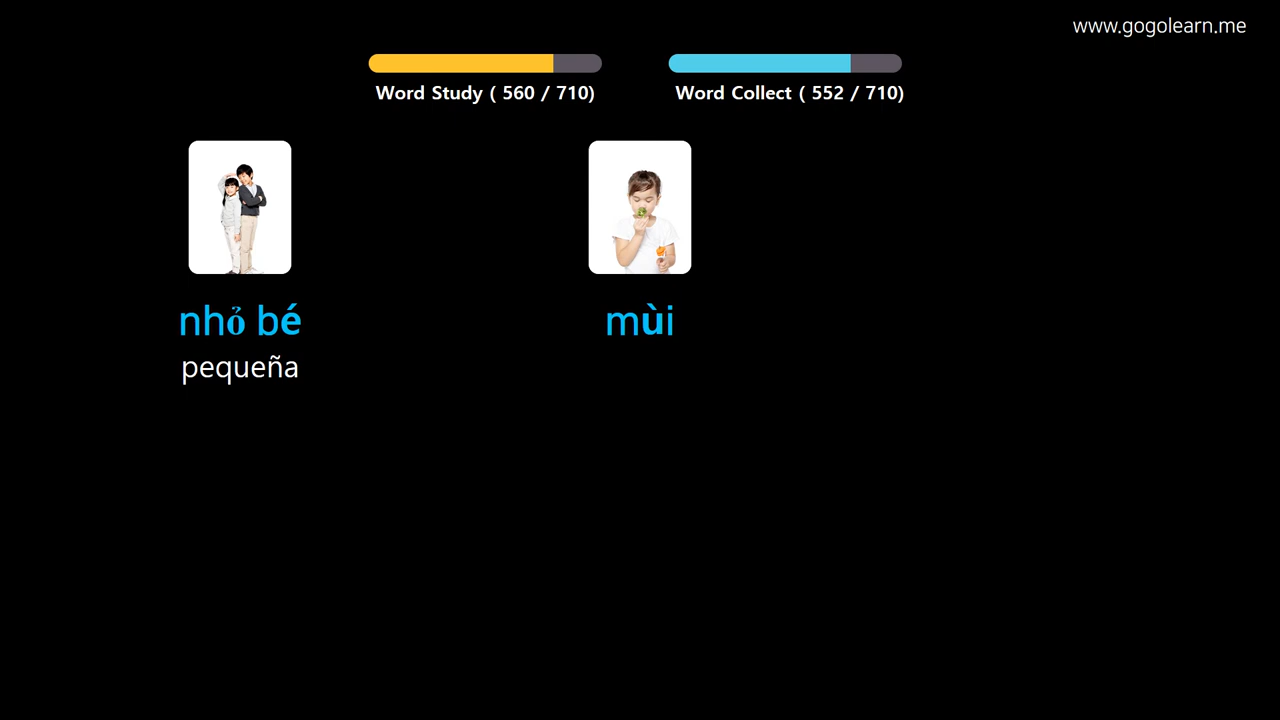 www.gogolearn.me
Word Study ( 560 / 710)
Word Collect ( 552 / 710)
nhỏ bé
pequeña
mùi